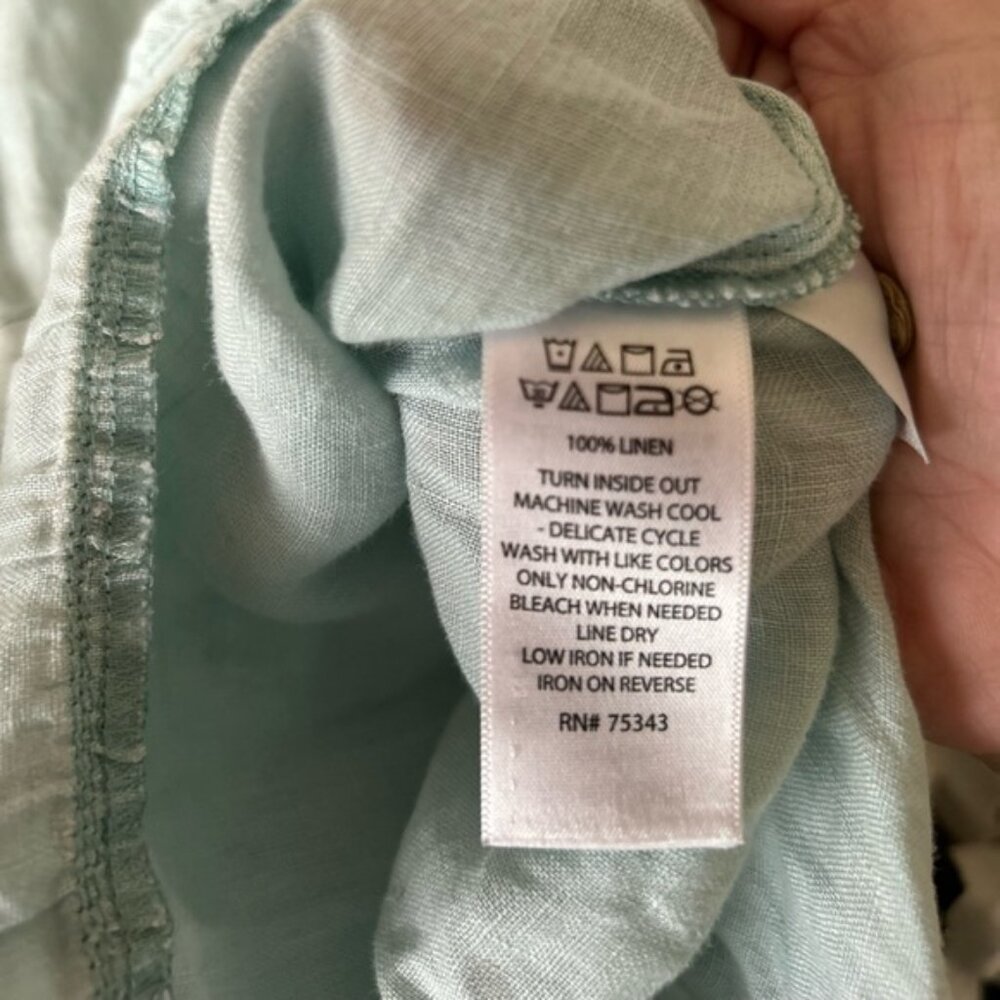 100% LINEN
TURN INSIDE OUT
MACHINE WASH COOL
- DELICATE CYCLE
WASH WITH LIKE COLORS
ONLY NON-CHLORINE
BLEACH WHEN NEEDED
LINE DRY
LOW IRON IF NEEDED
IRON ON REVERSE
RN# 75343